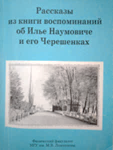 Рассказы
из книги воспоминаний
об Илье Наумовиче
и его Черешенках